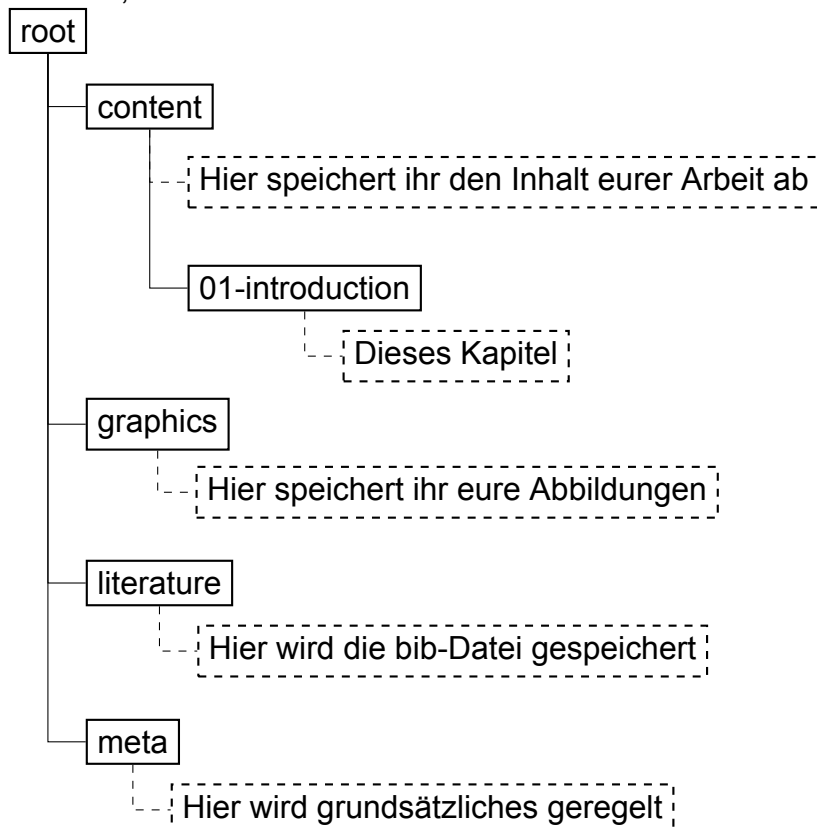 root
content
Hier speichert ihr den Inhalt eurer Arbeit ab
01-introduction
Dieses Kapitel
graphics
Hier speichert ihr eure Abbildungen
literature
Hier wird die bib-Datei gespeichert
meta
Hier wird grundsätzliches geregelt